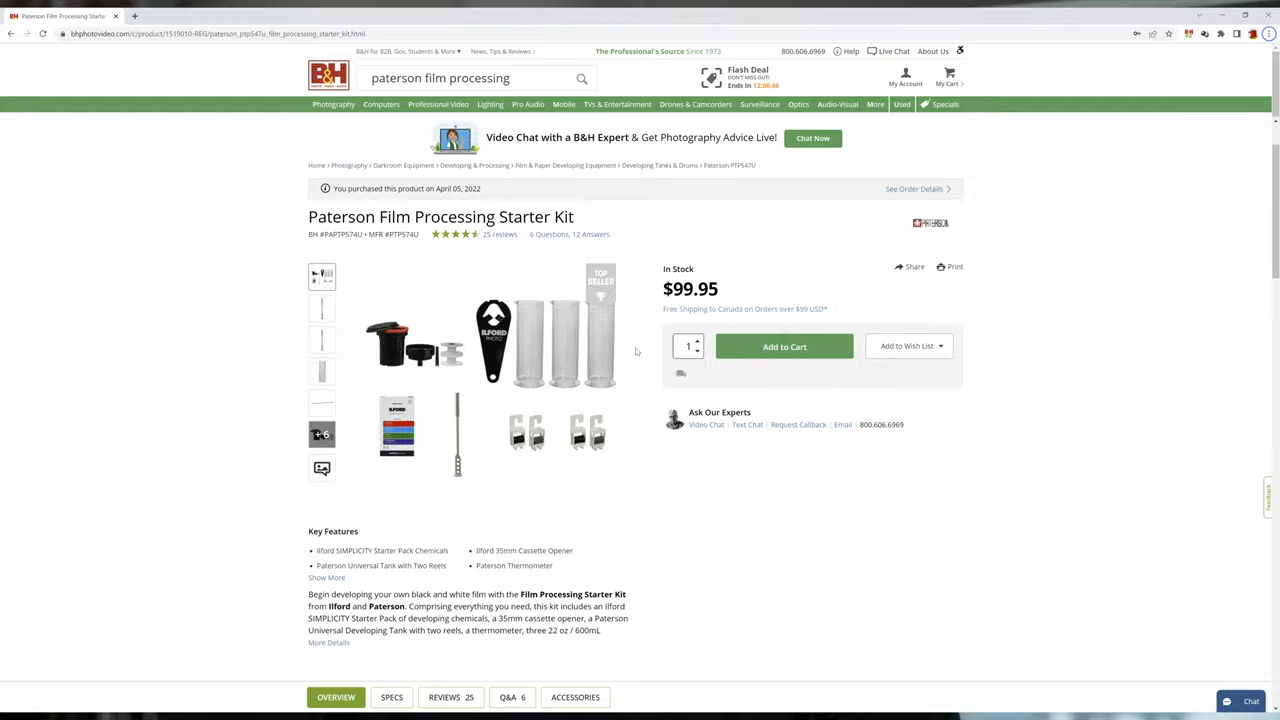 Paterson Film Processing Starte
bhphotovideo.com/c/product/1519010-REG/paterson_ptp547u_film_processing_starter_kit.html
B&H for B2B, Gov, Students & More
News, Tips & Reviews
The Professional's Source Since 1973
800.606.6969
Help
Live Chat
About Us
B&H
paterson film processing
Flash Deal
DON'T MISS OUT!
Ends In 12:06:46
My Account
My Cart
Photography Computers Professional Video Lighting Pro Audio Mobile TVs & Entertainment Drones & Camcorders Surveillance Optics Audio-Visual More Used Specials
Video Chat with a B&H Expert & Get Photography Advice Live!
Chat Now
Home > Photography > Darkroom Equipment > Developing & Processing > Film & Paper Developing Equipment > Developing Tanks & Drums > Paterson PTP547U
You purchased this product on April 05, 2022
See Order Details
Paterson Film Processing Starter Kit
PATERSON
BH #PAPTP574U • MFR #PTP574U
25 reviews
6 Questions, 12 Answers
TOP
SELLER
ILFORD
PHOTO
ILFORD
+6
In Stock
Share
Print
$99.95
Free Shipping to Canada on Orders over $99 USD*
1
Add to Cart
Add to Wish List
Ask Our Experts
Video Chat | Text Chat | Request Callback | Email | 800.606.6969
Feedback
Key Features
• Ilford SIMPLICITY Starter Pack Chemicals
• Ilford 35mm Cassette Opener
• Paterson Universal Tank with Two Reels
• Paterson Thermometer
Show More
Begin developing your own black and white film with the Film Processing Starter Kit
from Ilford and Paterson. Comprising everything you need, this kit includes an Ilford
SIMPLICITY Starter Pack of developing chemicals, a 35mm cassette opener, a Paterson
Universal Developing Tank with two reels, a thermometer, three 22 oz / 600mL
More Details
OVERVIEW
SPECS
REVIEWS 25
Q&A 6
ACCESSORIES
Chat